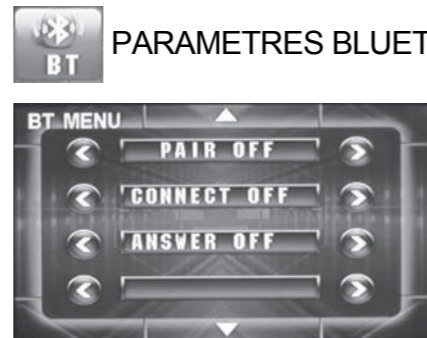 BT
PARAMETRES BLUET
BT MENU
PAIR OFF
CONNECT OFF
ANSWER OFF